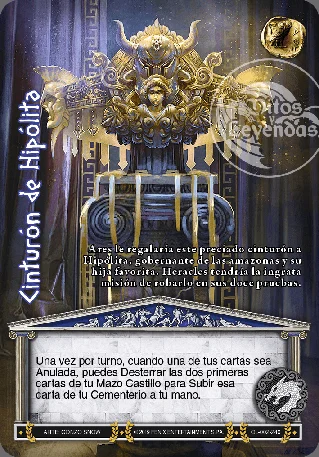 Mitos
y
Leyendas
Cinturón de Hipólita
Ares le regalaría este preciado cinturón a
Hipólita, gobernante de las amazonas y su
hija favorita. Heracles tendría la ingrata
misión de robarlo en sus doce pruebas.
Una vez por turno, cuando una de tus cartas sea
Anulada, puedes Desterrar las dos primeras
cartas de tu Mazo Castillo para Subir esa
carta de tu Cementerio a tu mano.